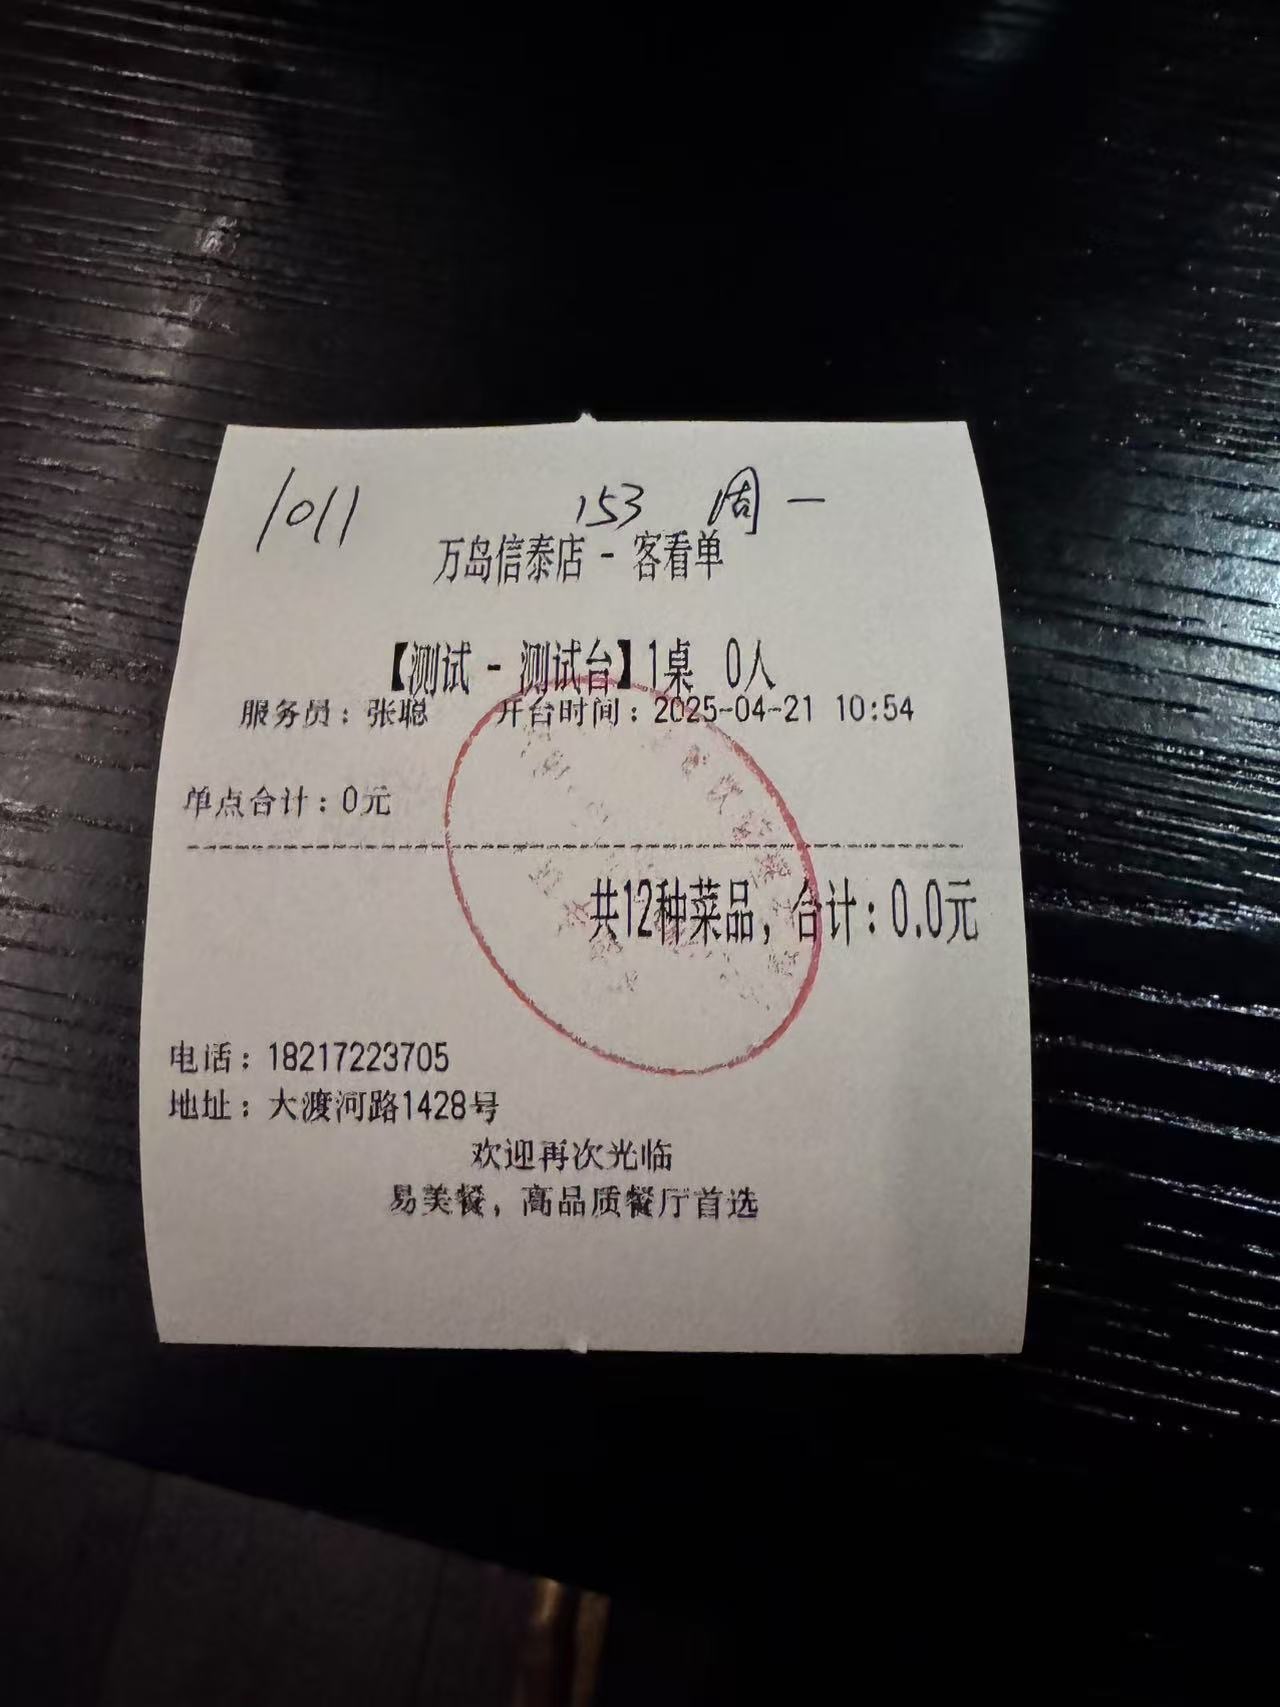 1011 153 周一
万岛信泰店 - 客看单
【测试 - 测试台】1桌 0人
服务员：张聪 开台时间：2025-04-21 10:54
单点合计：0元
共12种菜品，合计：0.0元
电话：18217223705
地址：大渡河路1428号
欢迎再次光临
易美餐，高品质餐厅首选